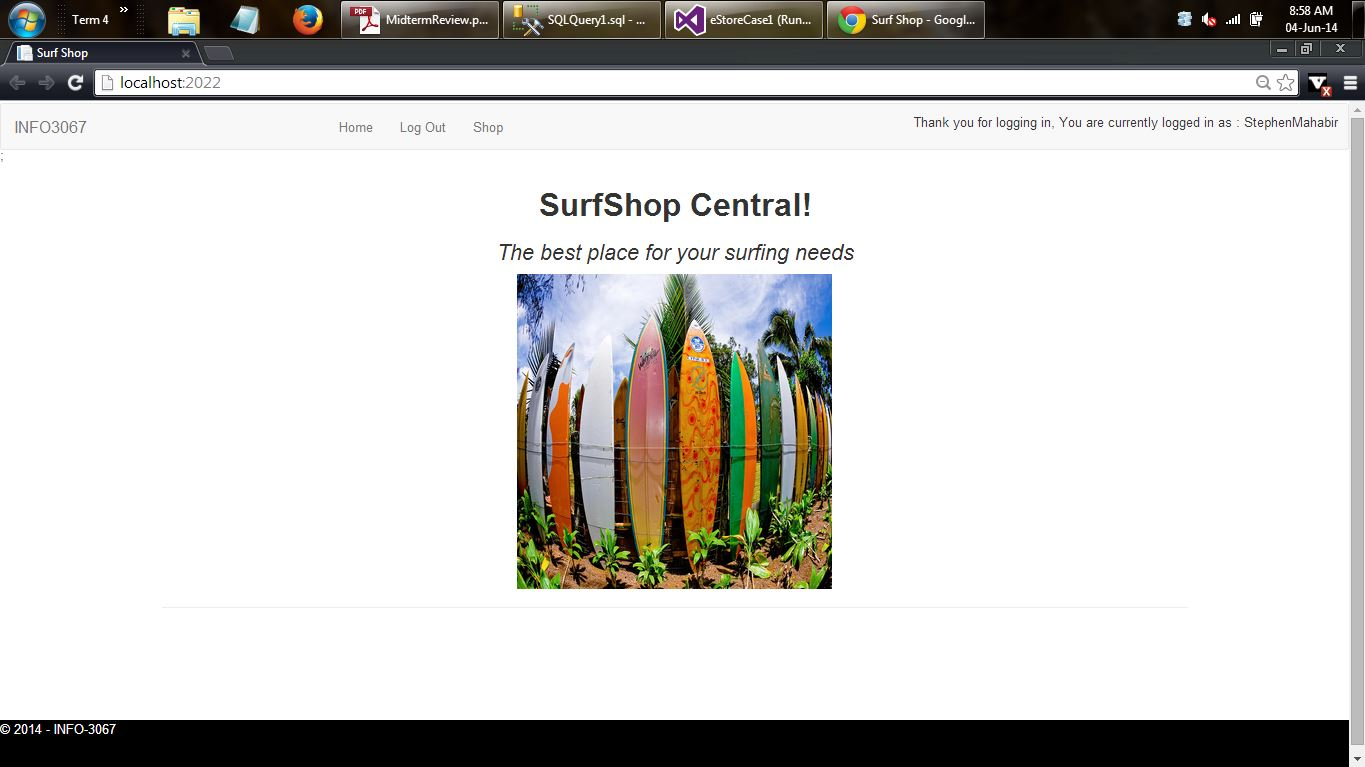 Term 4 »
PDF
MidtermReview.p...
SQLQuery1.sql - ...
eStoreCase1 (Run...
Surf Shop - Googl...
8:58 AM
04-Jun-14
Surf Shop
localhost:2022
INFO3067
Home
Log Out
Shop
Thank you for logging in, You are currently logged in as : StephenMahabir
;
SurfShop Central!
The best place for your surfing needs
© 2014 - INFO-3067